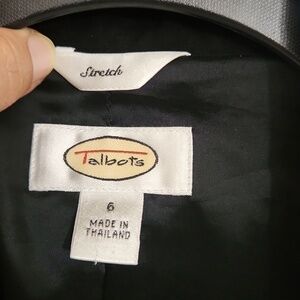 Stretch
Talbots
6
MADE IN
THAILAND